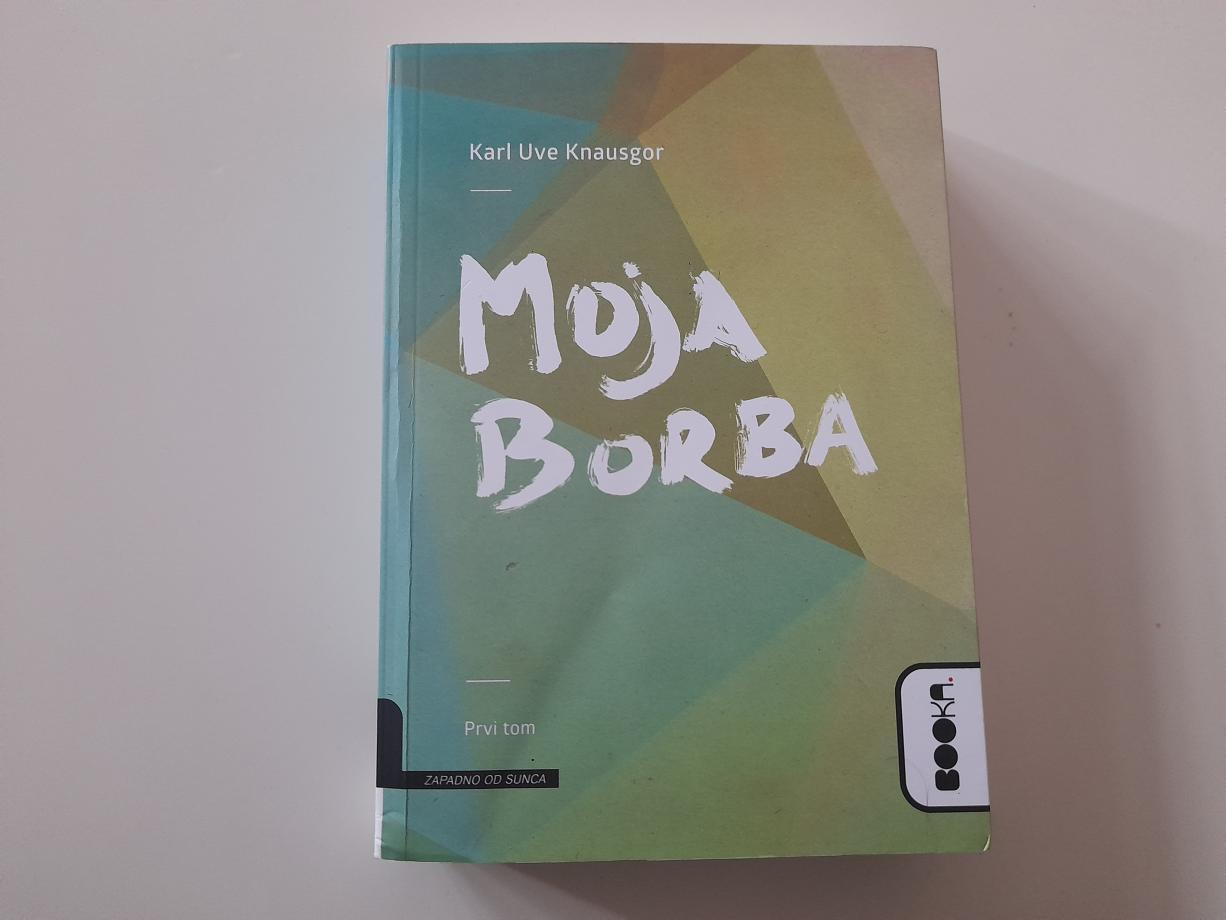 Karl Uve Knausgor
MOjA
BORBA
Prvi tom
ZAPADNO OD SUNCA
BOOKA.